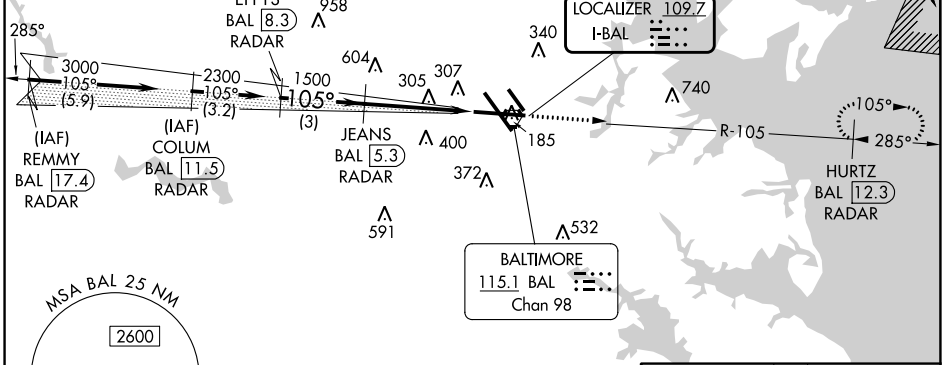 BAL 8.3
RADAR
958
LOCALIZER 109.7
I-BAL
285°
3000
105°
(5.9)
2300
105°
(3.2)
1500
105°
(3)
604
305
307
340
740
400
372
185
591
532
(IAF)
REMMY
BAL 17.4
RADAR
(IAF)
COLUM
BAL 11.5
RADAR
JEANS
BAL 5.3
RADAR
R-105
105°
285°
HURTZ
BAL 12.3
RADAR
BALTIMORE
115.1 BAL
Chan 98
MSA BAL 25 NM
2600